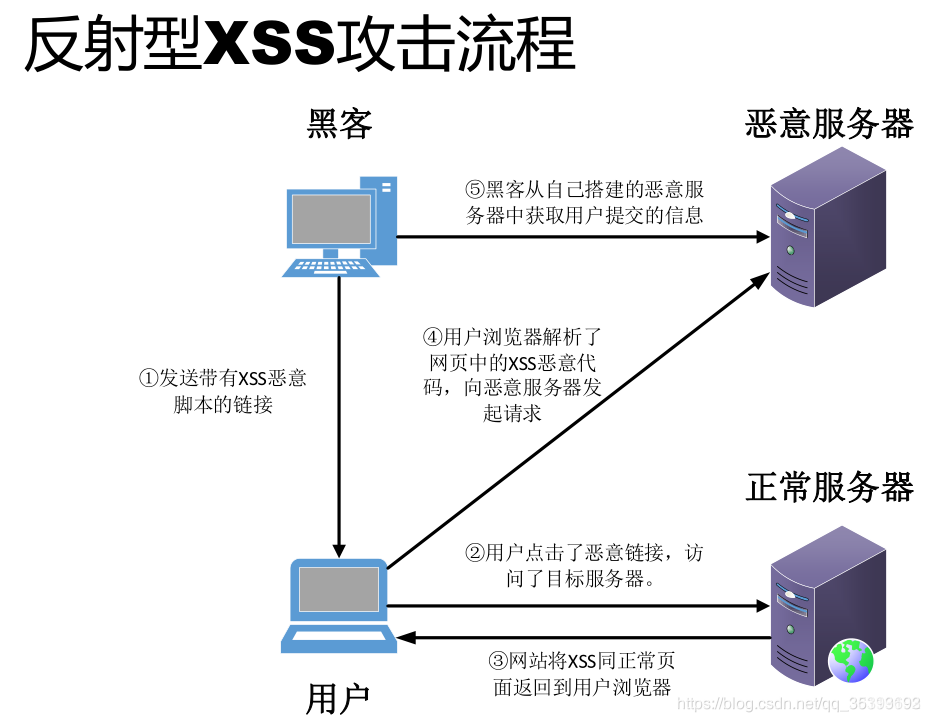 反射型XSS攻击流程
黑客
恶意服务器
⑤黑客从自己搭建的恶意服
务器中获取用户提交的信息
④用户浏览器解析了
网页中的XSS恶意代
码，向恶意服务器发
起请求
①发送带有XSS恶意
脚本的链接
正常服务器
②用户点击了恶意链接，访
问了目标服务器。
③网站将XSS同正常页
面返回到用户浏览器
用户
https://blog.csdn.net/qq_36399693